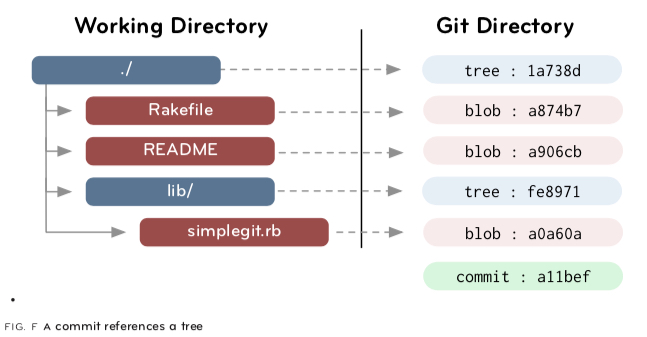 Working Directory Git Directory
./ tree : 1a738d
Rakefile blob : a874b7
README blob : a906cb
lib/ tree : fe8971
simplegit.rb blob : a0a60a
commit : a11bef
FIG. F A commit references a tree